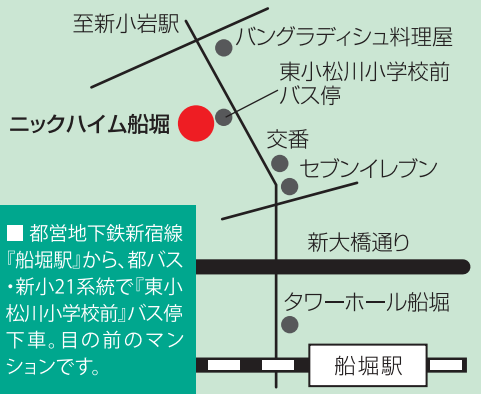 至新小岩駅
バングラディシュ料理屋
東小松川小学校前
バス停
ニックハイム船堀
交番
セブンイレブン
新大橋通り
■ 都営地下鉄新宿線
『船堀駅』から、都バス
・新小21系統で『東小
松川小学校前』バス停
下車。目の前のマン
ションです。
タワーホール船堀
船堀駅